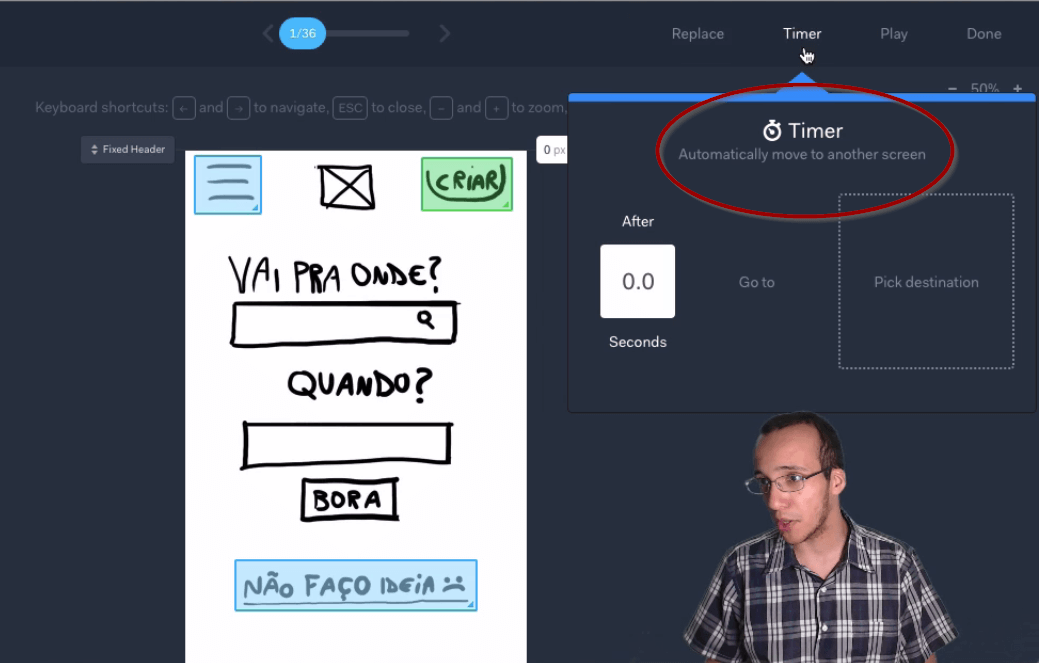 1/36
Replace
Timer
Play
Done
Keyboard shortcuts: ← and → to navigate, ESC to close, - and + to zoom,
− 50% +
Fixed Header
0 px
Timer
Automatically move to another screen
After
0.0
Seconds
Go to
Pick destination
CRIAR
VAI PRA ONDE?
QUANDO?
BORA
NÃO FAÇO IDEIA :(